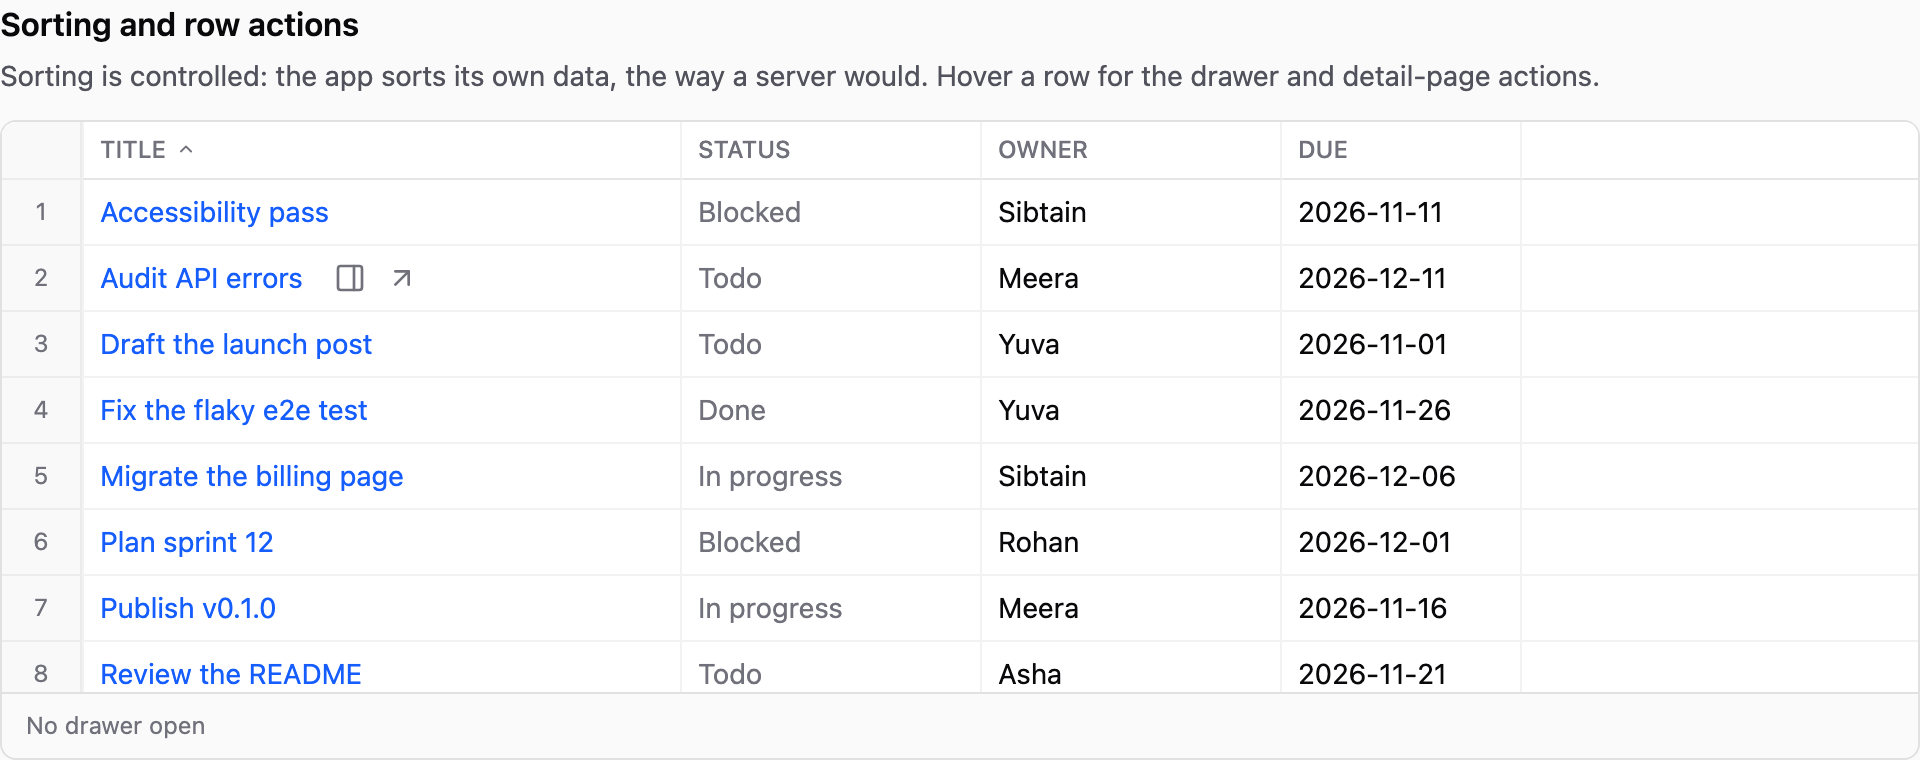 Sorting and row actions
Sorting is controlled: the app sorts its own data, the way a server would. Hover a row for the drawer and detail-page actions.
TITLE STATUS OWNER DUE
1 Accessibility pass Blocked Sibtain 2026-11-11
2 Audit API errors Todo Meera 2026-12-11
3 Draft the launch post Todo Yuva 2026-11-01
4 Fix the flaky e2e test Done Yuva 2026-11-26
5 Migrate the billing page In progress Sibtain 2026-12-06
6 Plan sprint 12 Blocked Rohan 2026-12-01
7 Publish v0.1.0 In progress Meera 2026-11-16
8 Review the README Todo Asha 2026-11-21
No drawer open